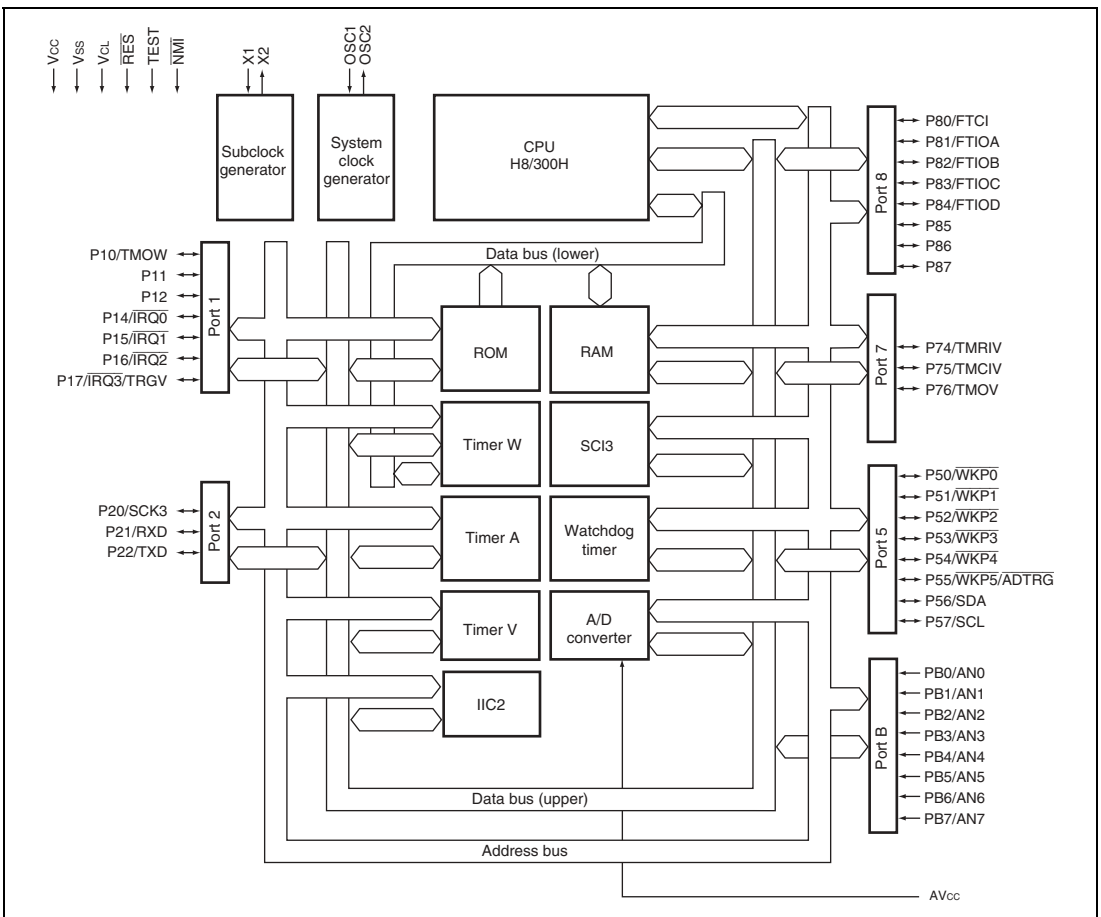 Vcc
Vss
VCL
RES
TEST
NMI
X1
X2
OSC1
OSC2
Subclock
generator
System
clock
generator
CPU
H8/300H
Port 8
P80/FTCI
P81/FTIOA
P82/FTIOB
P83/FTIOC
P84/FTIOD
P85
P86
P87
Data bus (lower)
P10/TMOW
P11
P12
P14/IRQ0
P15/IRQ1
P16/IRQ2
P17/IRQ3/TRGV
Port 1
ROM
RAM
Port 7
P74/TMRIV
P75/TMCIV
P76/TMOV
Timer W
SCI3
P20/SCK3
P21/RXD
P22/TXD
Port 2
Timer A
Watchdog
timer
Port 5
P50/WKP0
P51/WKP1
P52/WKP2
P53/WKP3
P54/WKP4
P55/WKP5/ADTRG
P56/SDA
P57/SCL
Timer V
A/D
converter
IIC2
Port B
PB0/AN0
PB1/AN1
PB2/AN2
PB3/AN3
PB4/AN4
PB5/AN5
PB6/AN6
PB7/AN7
Data bus (upper)
Address bus
AVcc